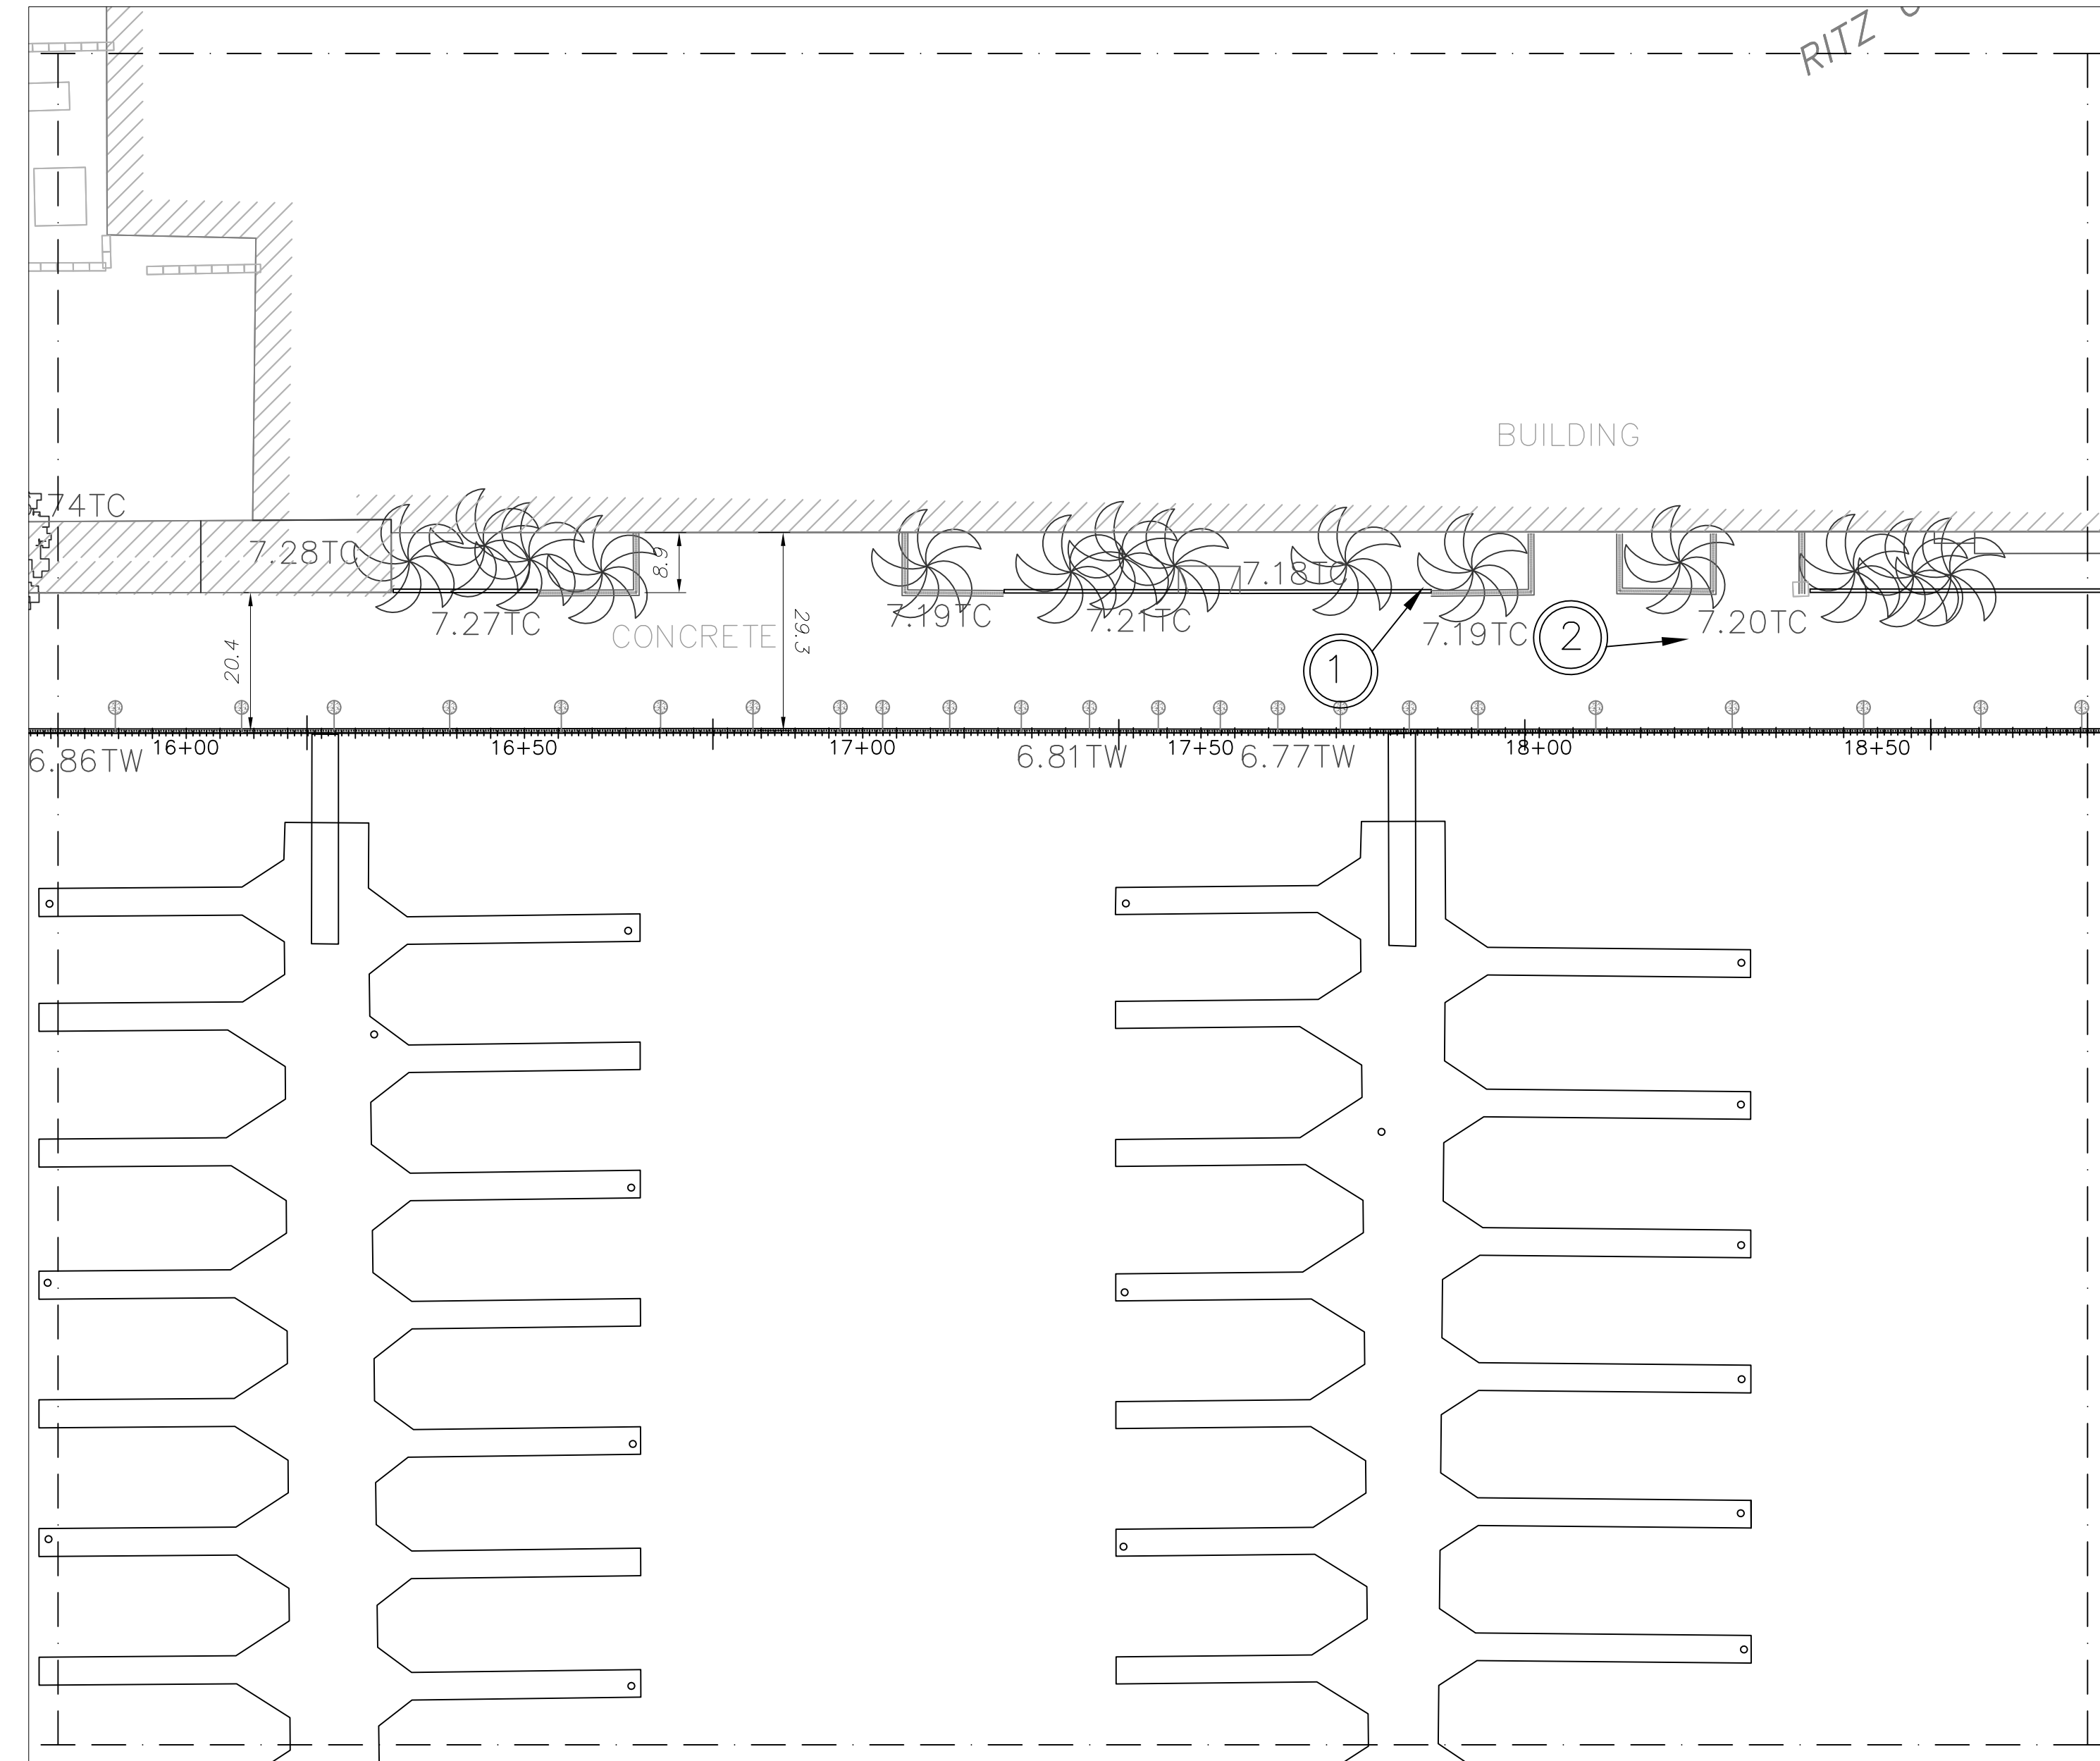 RITZ
BUILDING
74TC
7.28TC
8.9
7.18TC
7.27TC
CONCRETE
29.3
7.19TC
7.21TC
7.19TC
7.20TC
20.4
1
2
16+00
16+50
17+00
17+50
18+00
18+50
6.86TW
6.81TW
6.77TW